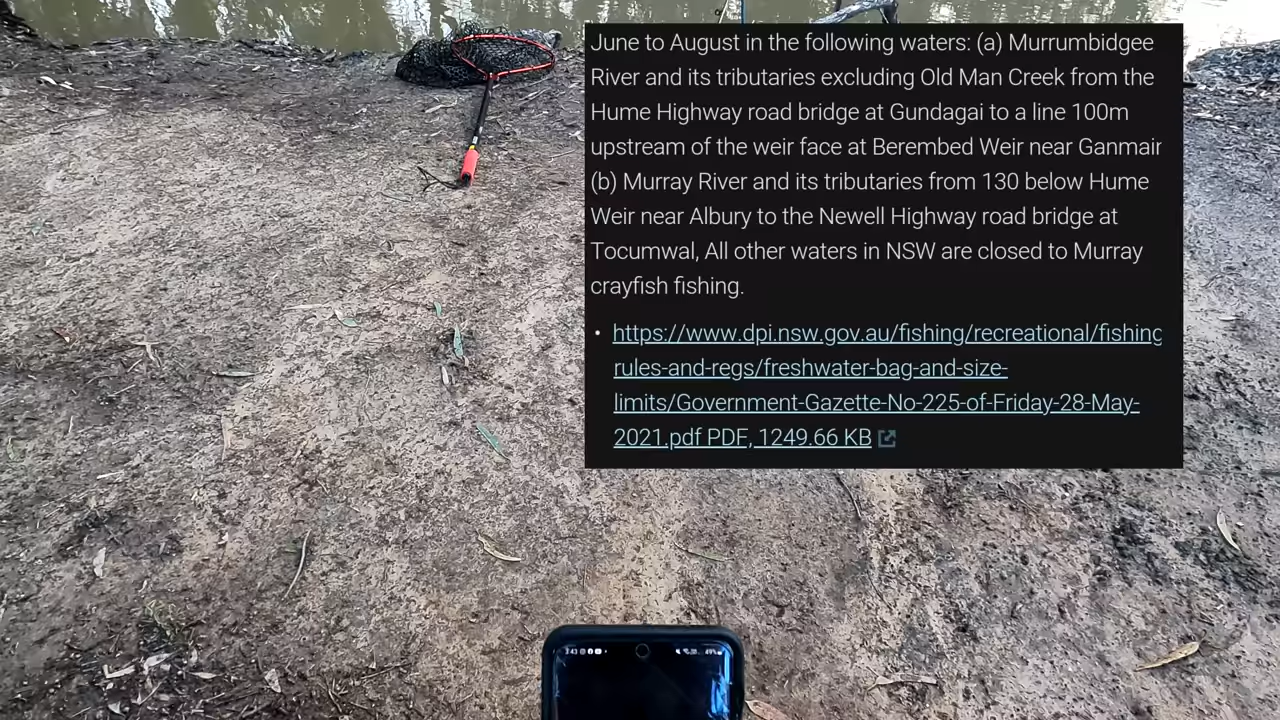 June to August in the following waters: (a) Murrumbidgee
River and its tributaries excluding Old Man Creek from the
Hume Highway road bridge at Gundagai to a line 100m
upstream of the weir face at Berembed Weir near Ganmain
(b) Murray River and its tributaries from 130 below Hume
Weir near Albury to the Newell Highway road bridge at
Tocumwal, All other waters in NSW are closed to Murray
crayfish fishing.
• https://www.dpi.nsw.gov.au/fishing/recreational/fishing
rules-and-regs/freshwater-bag-and-size-
limits/Government-Gazette-No-225-of-Friday-28-May-
2021.pdf PDF, 1249.66 KB
3:43
49%